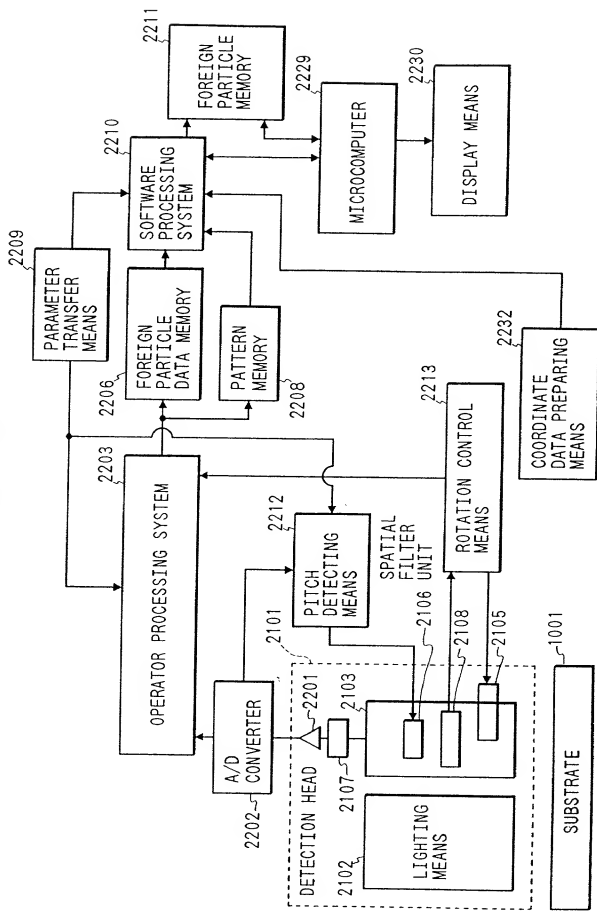 2209
PARAMETER
TRANSFER
MEANS
2210
SOFTWARE
PROCESSING
SYSTEM
2211
FOREIGN
PARTICLE
MEMORY
2203
OPERATOR PROCESSING SYSTEM
2206
FOREIGN
PARTICLE
DATA MEMORY
PATTERN
MEMORY
2208
2229
MICROCOMPUTER
2230
DISPLAY MEANS
A/D
CONVERTER
2202
2212
PITCH
DETECTING
MEANS
2213
ROTATION CONTROL
MEANS
2232
COORDINATE
DATA PREPARING
MEANS
DETECTION HEAD
2101
2201
2107
SPATIAL
FILTER
UNIT
2102
LIGHTING
MEANS
2103
2106
2108
2105
1001
SUBSTRATE